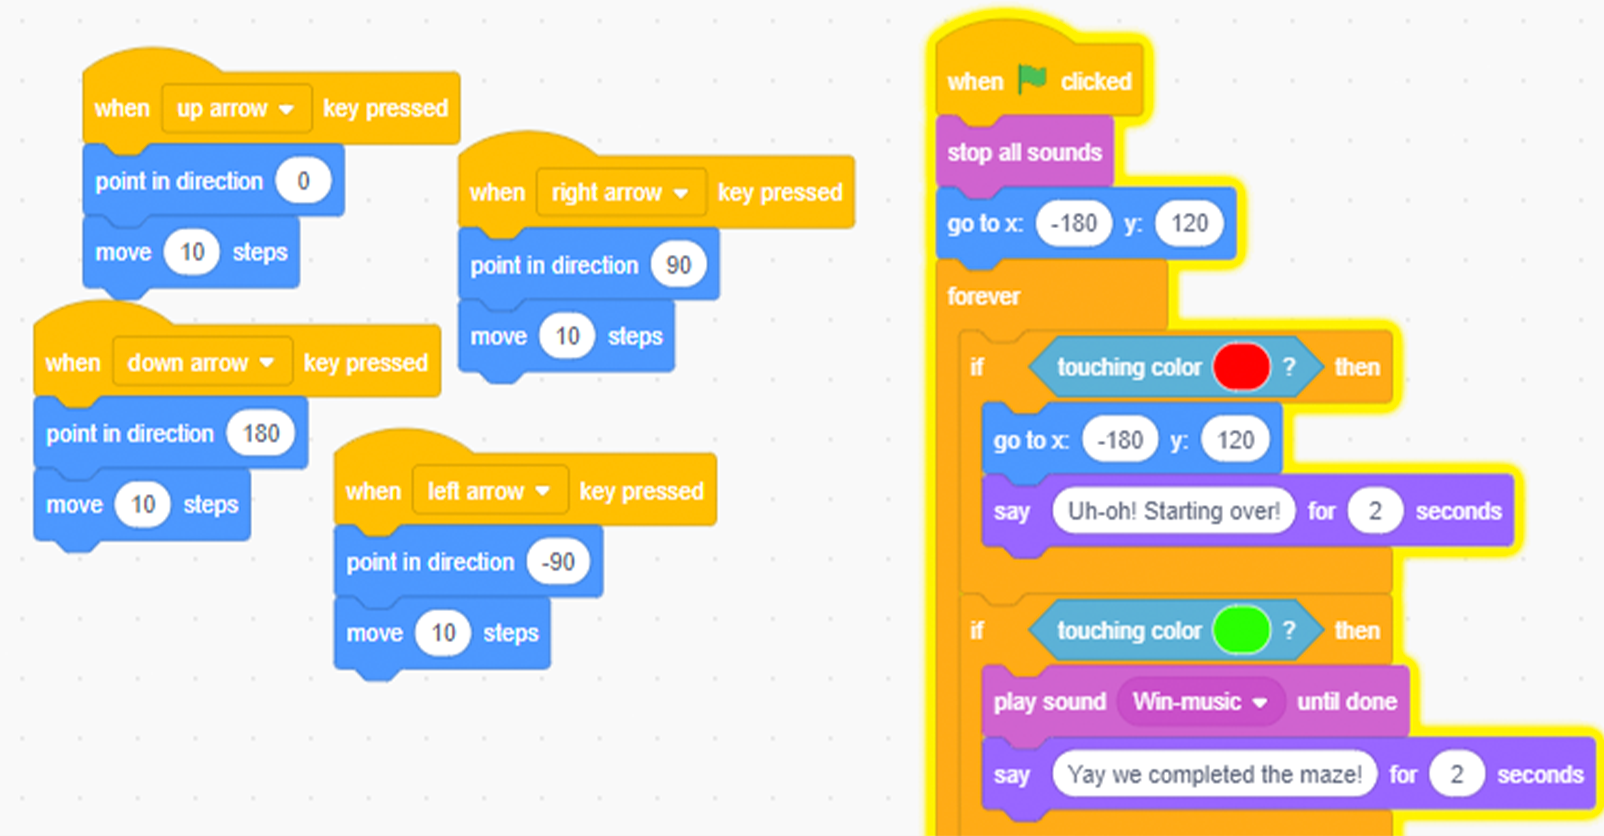 when up arrow key pressed
point in direction 0
move 10 steps
when right arrow key pressed
point in direction 90
move 10 steps
when down arrow key pressed
point in direction 180
move 10 steps
when left arrow key pressed
point in direction -90
move 10 steps
when clicked
stop all sounds
go to x: -180 y: 120
forever
if touching color ? then
go to x: -180 y: 120
say Uh-oh! Starting over! for 2 seconds
if touching color ? then
play sound Win-music until done
say Yay we completed the maze! for 2 seconds